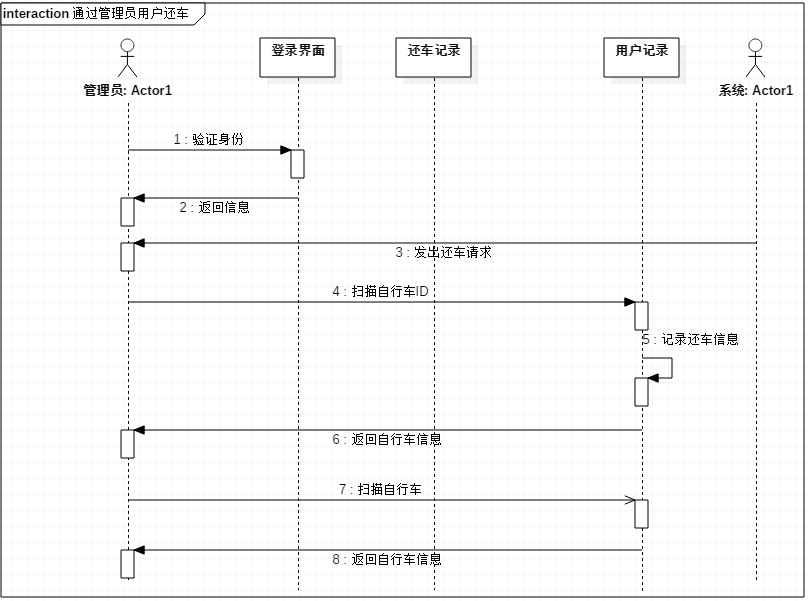 interaction 通过管理员用户还车
登录界面
还车记录
用户记录
管理员: Actor1
系统: Actor1
1 : 验证身份
2 : 返回信息
3 : 发出还车请求
4 : 扫描自行车ID
5 : 记录还车信息
6 : 返回自行车信息
7 : 扫描自行车
8 : 返回自行车信息